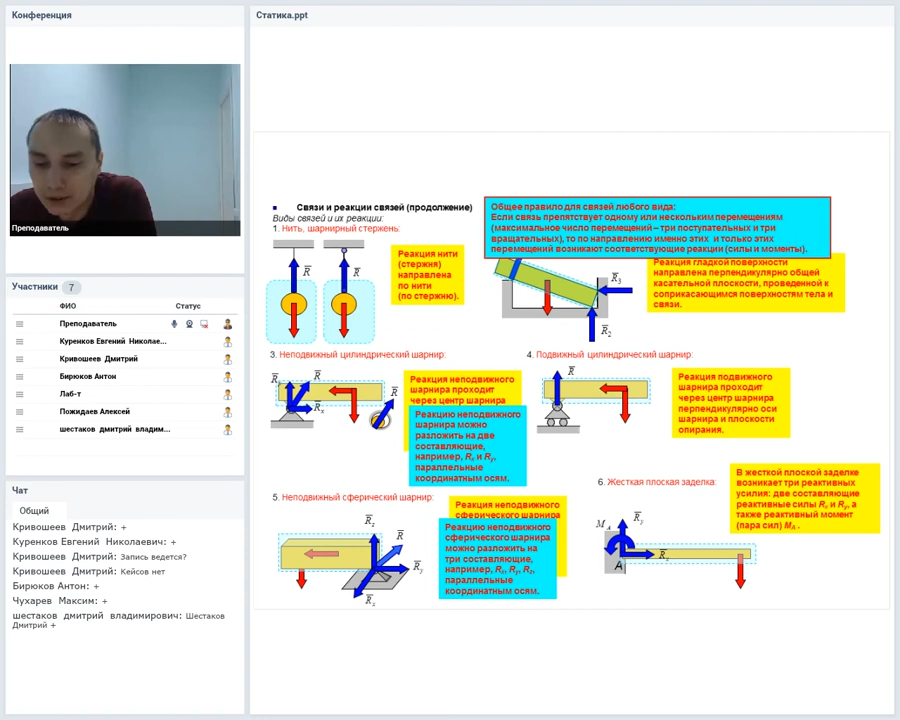 Конференция
Преподаватель
Участники 7
ФИО Статус
Преподаватель
Куренков Евгений Николае...
Кривошеев Дмитрий
Бирюков Антон
Лаб-т
Пожидаев Алексей
шестаков дмитрий владим...
Чат
Общий
Кривошеев Дмитрий: +
Куренков Евгений Николаевич: +
Кривошеев Дмитрий: Запись ведется?
Кривошеев Дмитрий: Кейсов нет
Бирюков Антон: +
Чухарев Максим: +
шестаков дмитрий владимирович: Шестаков
Дмитрий +
Статика.ppt
Связи и реакции связей (продолжение)
Виды связей и их реакции:
1. Нить, шарнирный стержень:
R
R
Реакция нити
(стержня)
направлена
по нити
(по стержню).
Общее правило для связей любого вида:
Если связь препятствует одному или нескольким перемещениям
(максимальное число перемещений – три поступательных и три
вращательных), то по направлению именно этих и только этих
перемещений возникают соответствующие реакции (силы и моменты).
R3
R2
Реакция гладкой поверхности
направлена перпендикулярно общей
касательной плоскости, проведенной к
соприкасающимся поверхностям тела и
связи.
3. Неподвижный цилиндрический шарнир:
R
R
Rx
R
Реакция неподвижного
шарнира проходит
через центр шарнира
Реакцию неподвижного
шарнира можно
разложить на две
составляющие,
например, Rx и Ry,
параллельные
координатным осям.
4. Подвижный цилиндрический шарнир:
R
Реакция подвижного
шарнира проходит
через центр шарнира
перпендикулярно оси
шарнира и плоскости
опирания.
5. Неподвижный сферический шарнир:
Rz
R
Ry
Rx
Реакция неподвижного
сферического шарнира
Реакцию неподвижного
сферического шарнира
можно разложить на
три составляющие,
например, Rx, Ry, Rz,
параллельные
координатным осям.
6. Жесткая плоская заделка:
MA
Ry
Rx
A
В жесткой плоской заделке
возникает три реактивных
усилия: две составляющие
реактивные силы Rx и Ry, а
также реактивный момент
(пара сил) MA .